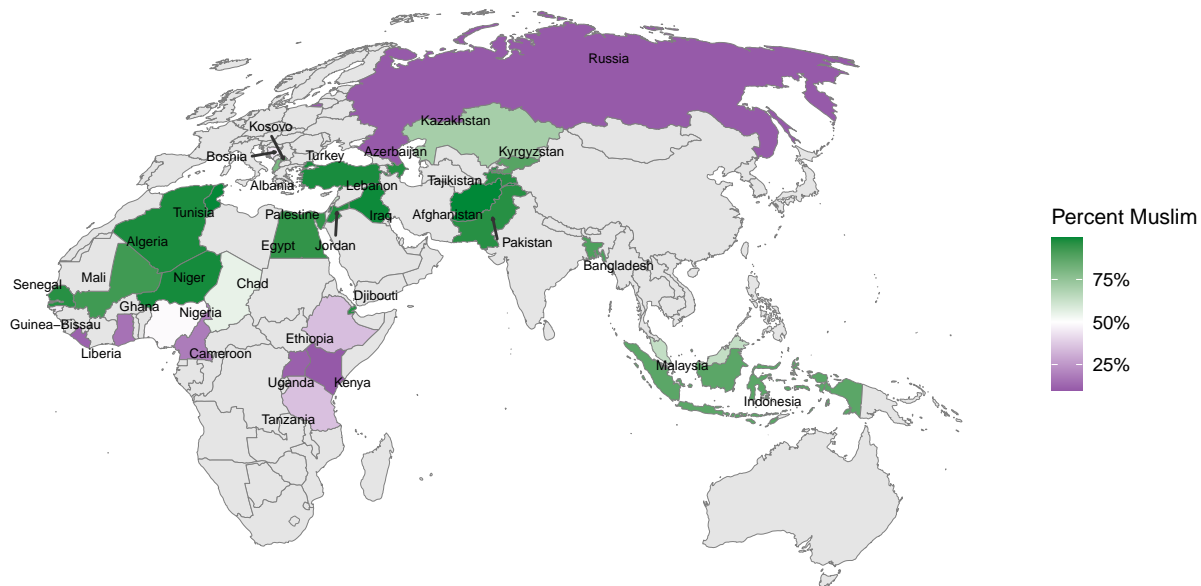 Russia
Kazakhstan
Kosovo
Kyrgyzstan
Bosnia
Turkey
Azerbaijan
Albania
Lebanon
Tajikistan
Tunisia
Palestine
Iraq
Afghanistan
Algeria
Egypt
Jordan
Pakistan
Bangladesh
Mali
Niger
Chad
Senegal
Djibouti
Ghana
Nigeria
Guinea−Bissau
Ethiopia
Liberia
Cameroon
Malaysia
Uganda
Kenya
Indonesia
Tanzania
Percent Muslim
75%
50%
25%